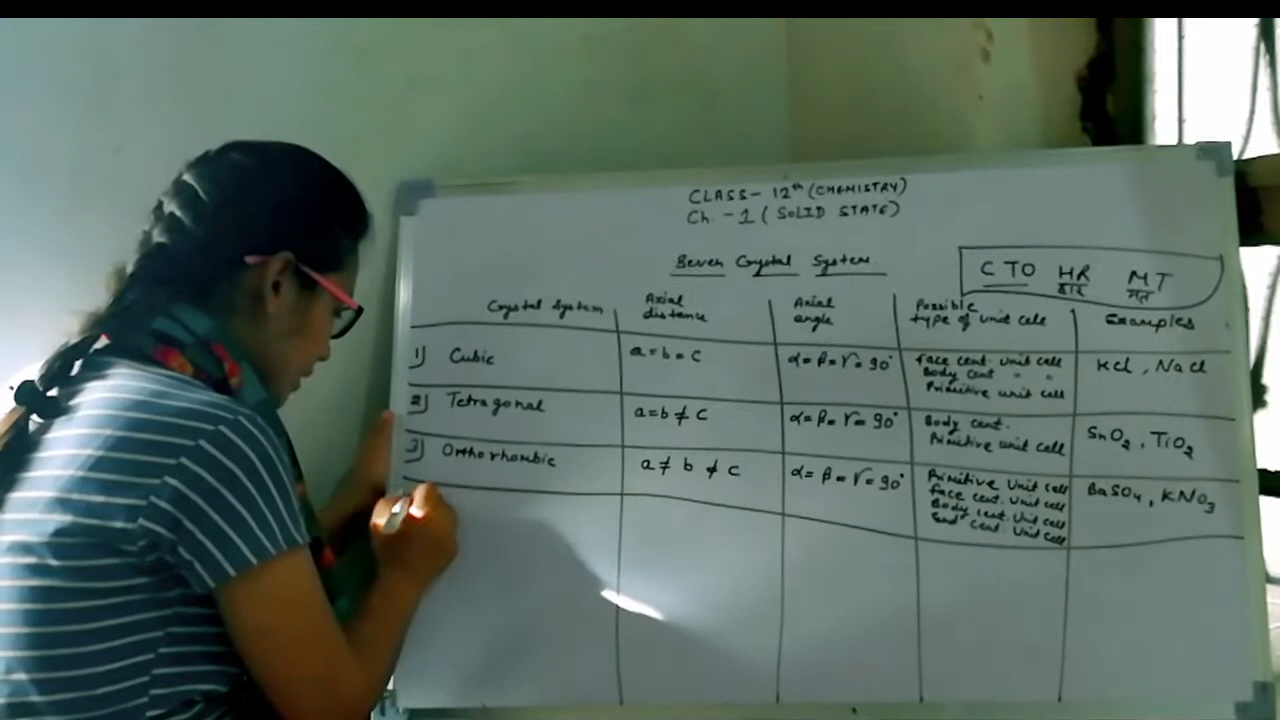 CLASS- 12th (CHEMISTRY)
Ch. -1 ( SOLID STATE)
Seven Crystal System
C TO HR MT
हार मत
Crystal System Axial distance Axial angle Possible type of unit cell Examples
1) Cubic a = b = c α = β = γ = 90° face cent. unit cell KCl , NaCl
Body cent " "
Primitive unit cell
2) Tetragonal a = b ≠ c α = β = γ = 90° Body cent. SnO2 , TiO2
Primitive unit cell
3) Orthorhombic a ≠ b ≠ c α = β = γ = 90° Primitive Unit cell BaSO4 , KNO3
face cent. unit cell
Body cent. Unit cell
End cent. Unit cell